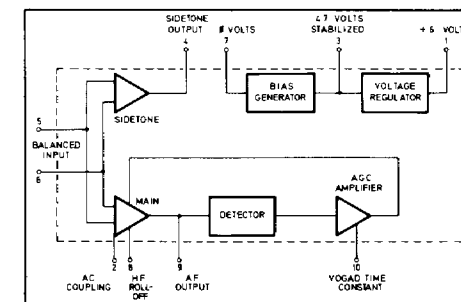 SIDETONE
OUTPUT
4
VOLTS
7
4.7 VOLTS
STABILIZED
3
+ 6 VOL
1
BIAS
GENERATOR
VOLTAGE
REGULATOR
SIDETONE
5
BALANCED
INPUT
6
MAIN
DETECTOR
AGC
AMPLIFIER
2
8
9
10
AC
COUPLING
HF
ROLL-
OFF
AF
OUTPUT
VOGAD TIME
CONSTANT